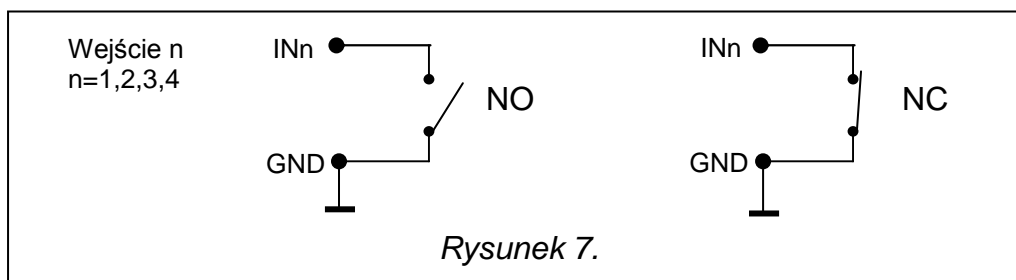 Wejście n
n=1,2,3,4
INn
NO
GND
INn
NC
GND
Rysunek 7.